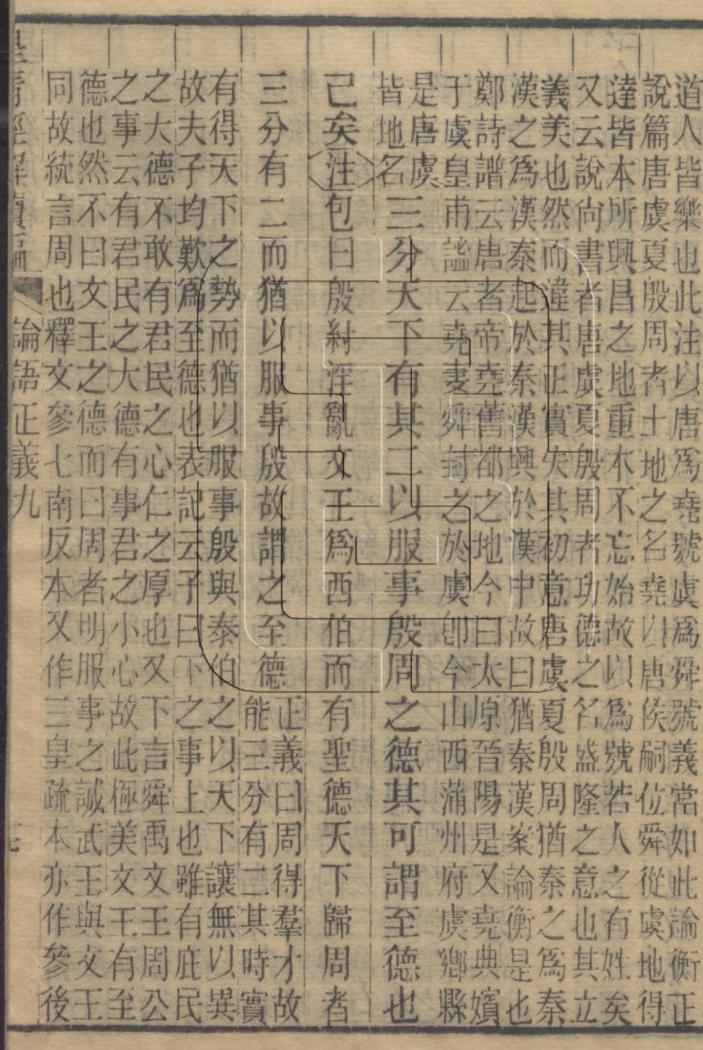 道人皆樂也此注以唐爲堯號虞爲舜號義當如此論衡正
說篇唐虞夏殷周者土地之名堯以唐侯嗣位舜從虞地得
達皆本所興昌之地重本不忘始故以爲號若人之有姓矣
又云說尚書者唐虞夏殷周者功德之名盛隆之意也其立
義美也然而違其正實失其初意唐虞夏殷周猶秦之爲秦
漢之爲漢秦起於秦漢興於漢中故曰猶秦漢案論衡是也
鄭詩譜云唐者帝堯舊都之地今曰太原晉陽是又堯典嬪
于虞皇甫謐云堯妻舜封之於虞卽今山西蒲州府虞鄉縣
是唐虞
皆地名
三分天下有其二以服事殷周之德其可謂至德也
已矣注包曰殷紂淫亂文王爲西伯而有聖德天下歸周者
三分有二而猶以服事殷故謂之至德
正義曰周得羣才故
能三分有二其時實
有得天下之勢而猶以服事殷與泰伯之以天下讓無以異
故夫子均歎爲至德也表記云子曰下之事上也雖有庇民
之大德不敢有君民之心仁之厚也又下言舜禹文王周公
之事云有君民之大德有事君之小心故此極美文王有至
德也然不曰文王之德而曰周者明服事之誠武王與文王
同故統言周也釋文參七南反本又作三皇疏本亦作參後
皇清經解續編
論語正義九